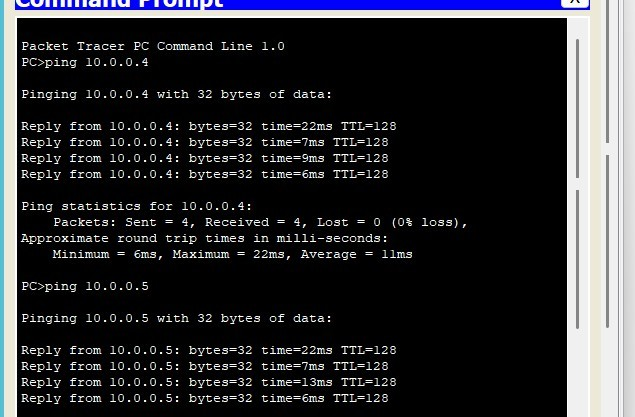 Command Prompt
X
Packet Tracer PC Command Line 1.0
PC>ping 10.0.0.4
Pinging 10.0.0.4 with 32 bytes of data:
Reply from 10.0.0.4: bytes=32 time=22ms TTL=128
Reply from 10.0.0.4: bytes=32 time=7ms TTL=128
Reply from 10.0.0.4: bytes=32 time=9ms TTL=128
Reply from 10.0.0.4: bytes=32 time=6ms TTL=128
Ping statistics for 10.0.0.4:
Packets: Sent = 4, Received = 4, Lost = 0 (0% loss),
Approximate round trip times in milli-seconds:
Minimum = 6ms, Maximum = 22ms, Average = 11ms
PC>ping 10.0.0.5
Pinging 10.0.0.5 with 32 bytes of data:
Reply from 10.0.0.5: bytes=32 time=22ms TTL=128
Reply from 10.0.0.5: bytes=32 time=7ms TTL=128
Reply from 10.0.0.5: bytes=32 time=13ms TTL=128
Reply from 10.0.0.5: bytes=32 time=6ms TTL=128